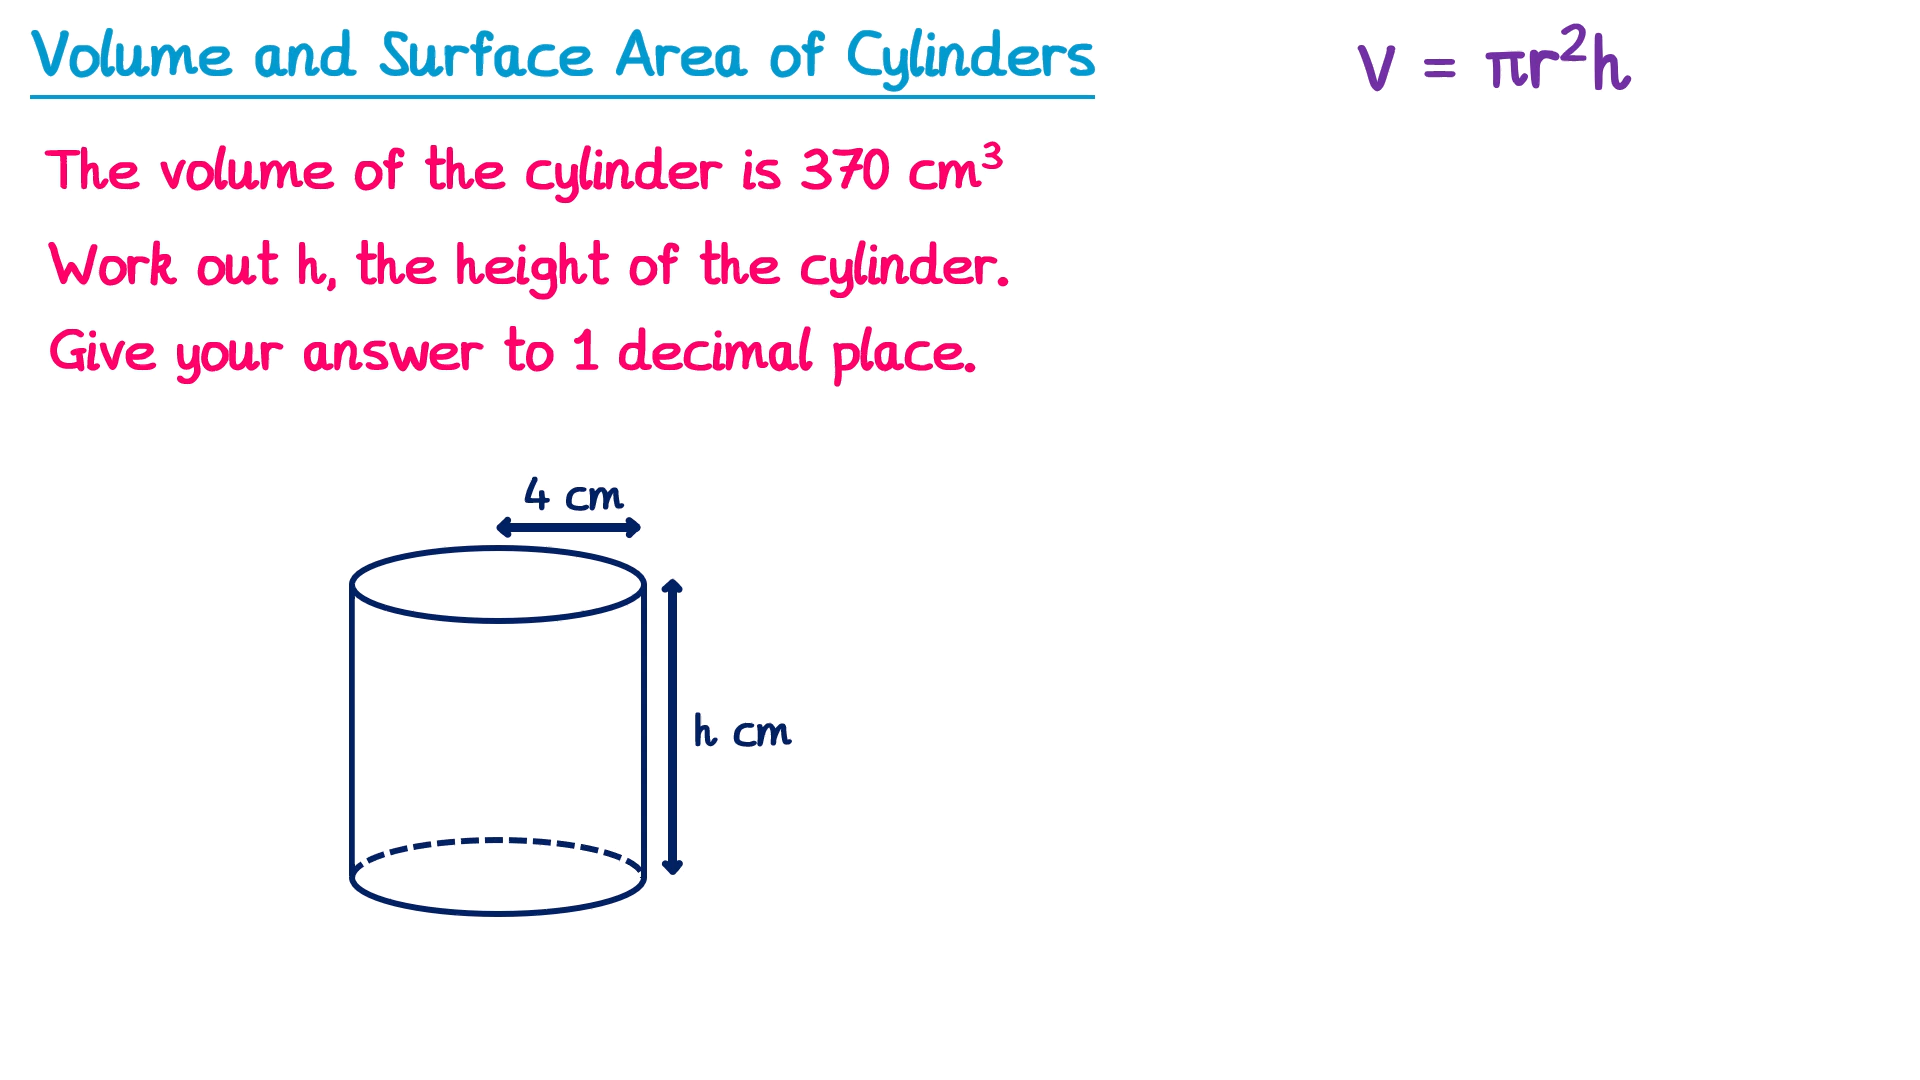 Volume and Surface Area of Cylinders
V = πr²h
The volume of the cylinder is 370 cm³
Work out h, the height of the cylinder.
Give your answer to 1 decimal place.
4 cm
h cm